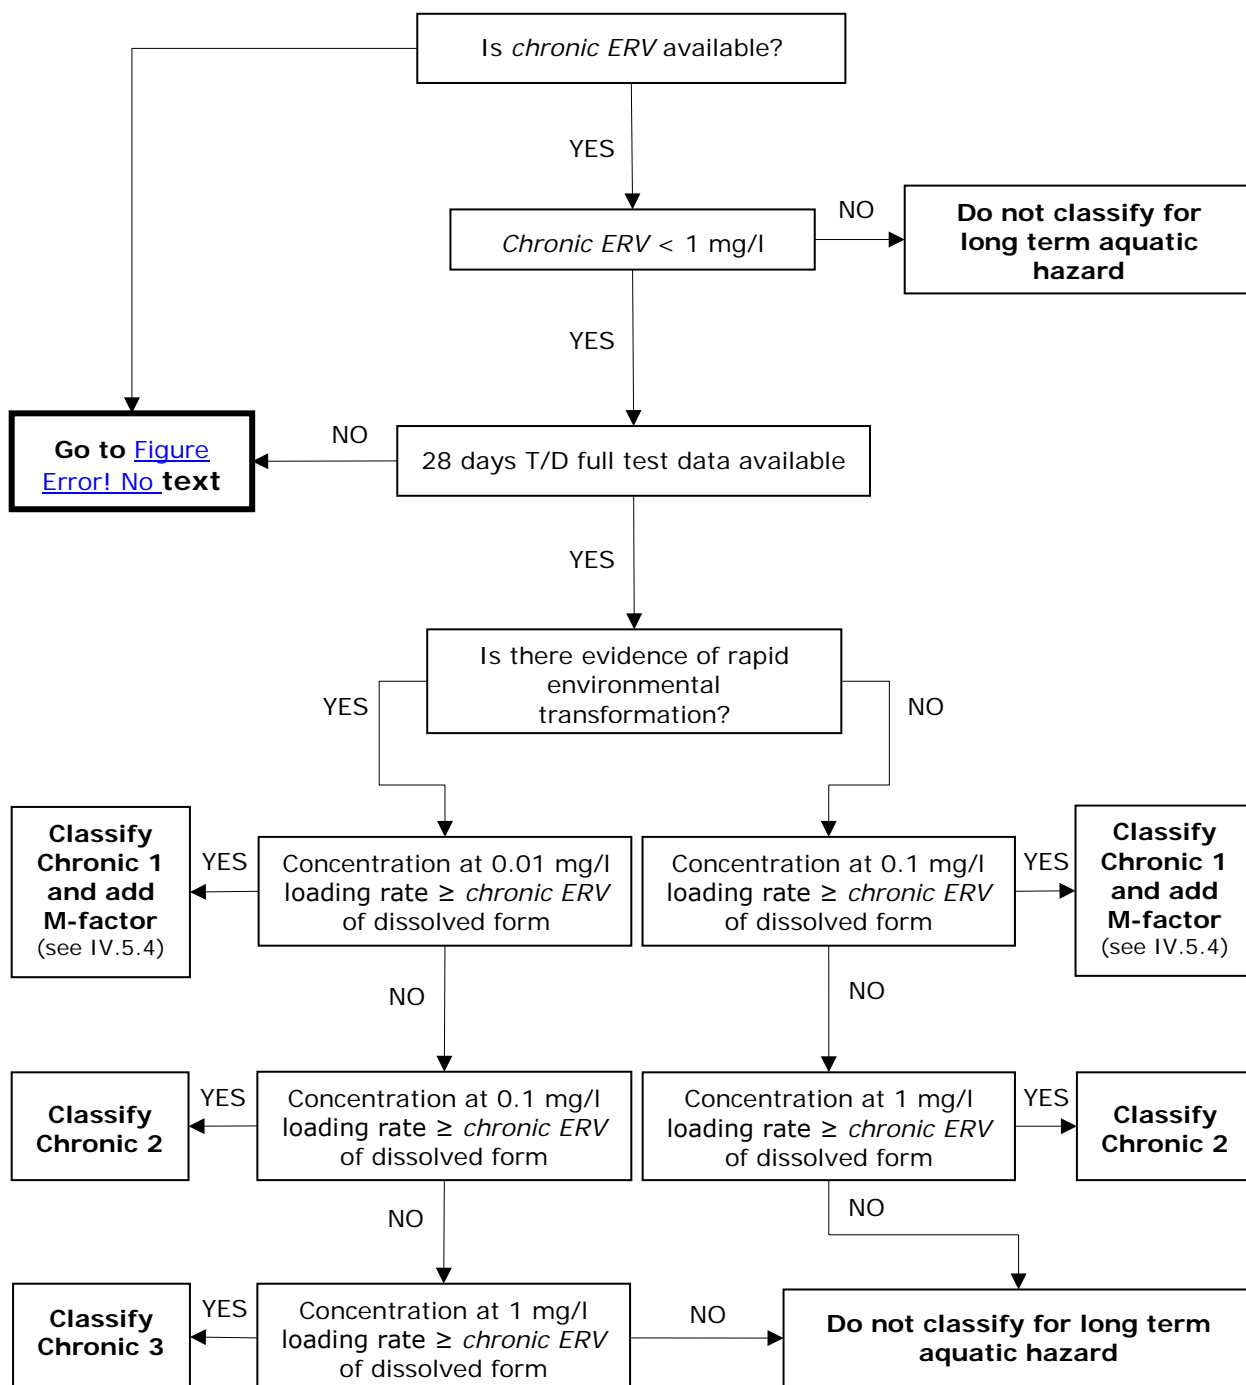 Is chronic ERV available?
YES
Chronic ERV < 1 mg/l
NO
Do not classify for
long term aquatic
hazard
YES
Go to Figure
Error! No text
NO
28 days T/D full test data available
YES
Is there evidence of rapid
environmental
transformation?
YES
NO
Classify
Chronic 1
and add
M-factor
(see IV.5.4)
YES
Concentration at 0.01 mg/l
loading rate ≥ chronic ERV
of dissolved form
Concentration at 0.1 mg/l
loading rate ≥ chronic ERV
of dissolved form
YES
Classify
Chronic 1
and add
M-factor
(see IV.5.4)
NO
NO
Classify
Chronic 2
YES
Concentration at 0.1 mg/l
loading rate ≥ chronic ERV
of dissolved form
Concentration at 1 mg/l
loading rate ≥ chronic ERV
of dissolved form
YES
Classify
Chronic 2
NO
NO
Classify
Chronic 3
YES
Concentration at 1 mg/l
loading rate ≥ chronic ERV
of dissolved form
NO
Do not classify for long term
aquatic hazard